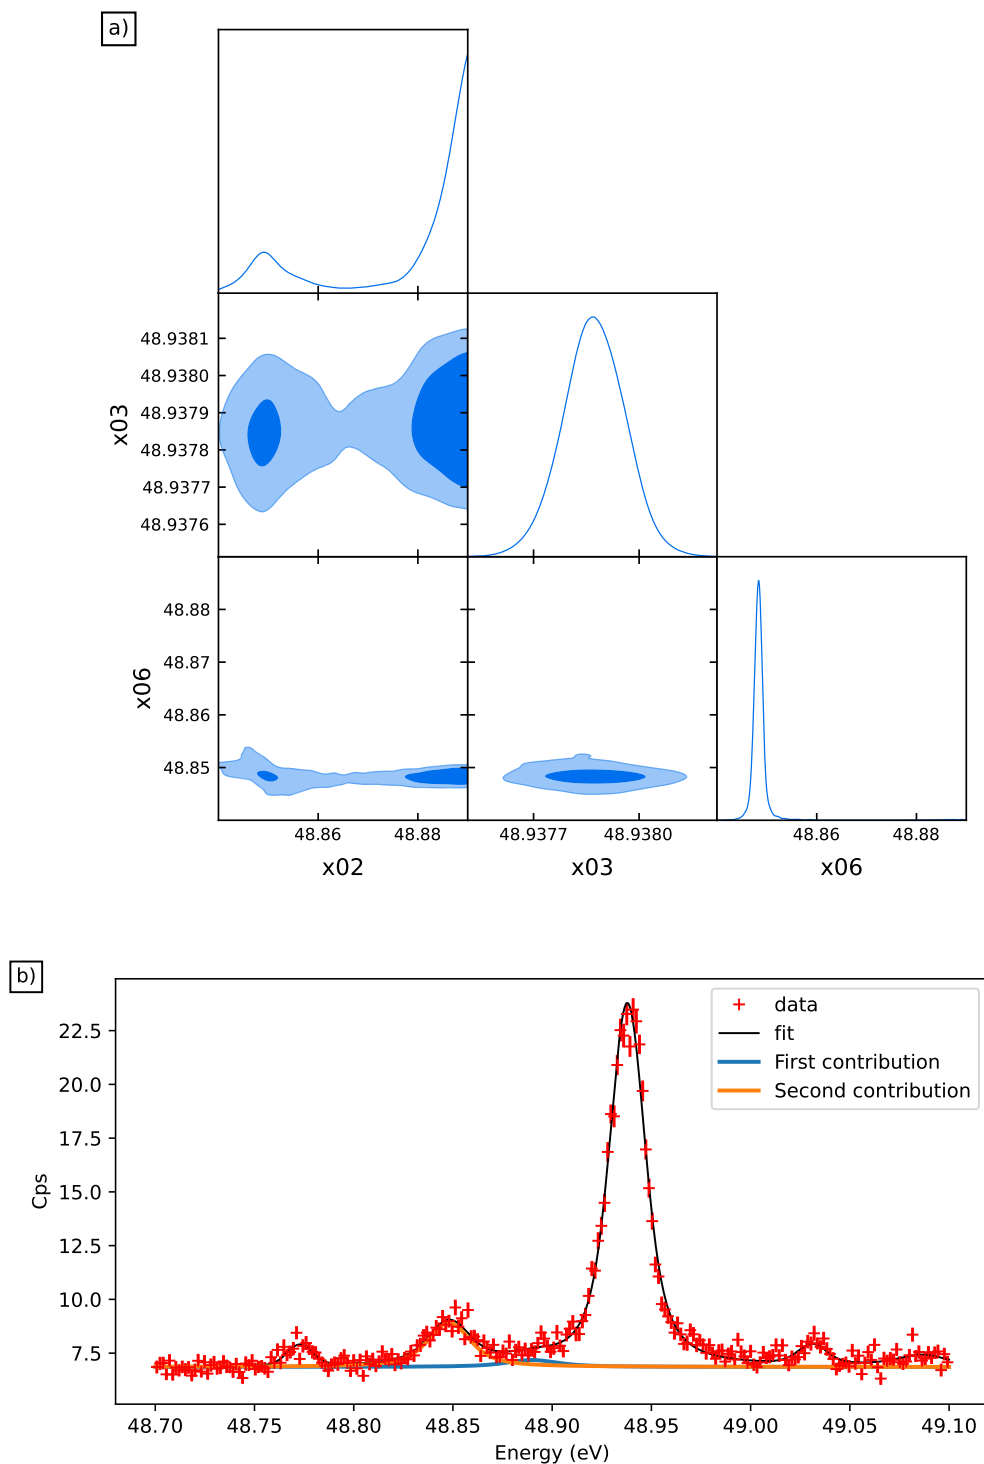 a)
48.9381
48.9380
48.9379
48.9378
48.9377
48.9376
x03
48.88
48.87
48.86
48.85
x06
48.86 48.88 48.9377 48.9380 48.86 48.88
x02 x03 x06
b)
22.5
20.0
17.5
15.0
12.5
10.0
7.5
Cps
data
fit
First contribution
Second contribution
48.70 48.75 48.80 48.85 48.90 48.95 49.00 49.05 49.10
Energy (eV)